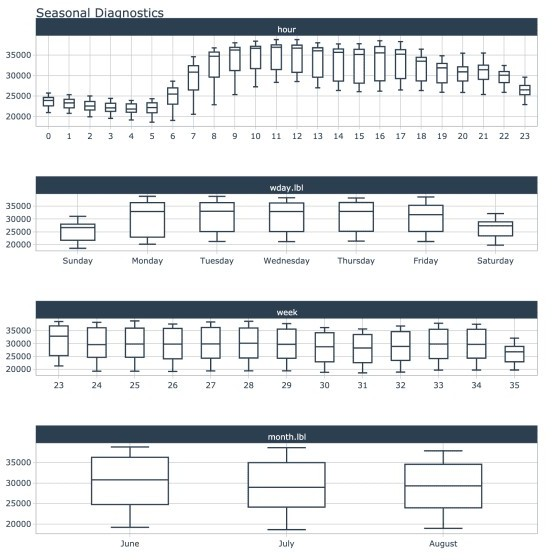 Seasonal Diagnostics
hour
35000
30000
25000
20000
0 1 2 3 4 5 6 7 8 9 10 11 12 13 14 15 16 17 18 19 20 21 22 23
wday.lbl
35000
30000
25000
20000
Sunday Monday Tuesday Wednesday Thursday Friday Saturday
week
35000
30000
25000
20000
23 24 25 26 27 28 29 30 31 32 33 34 35
month.lbl
35000
30000
25000
20000
June July August